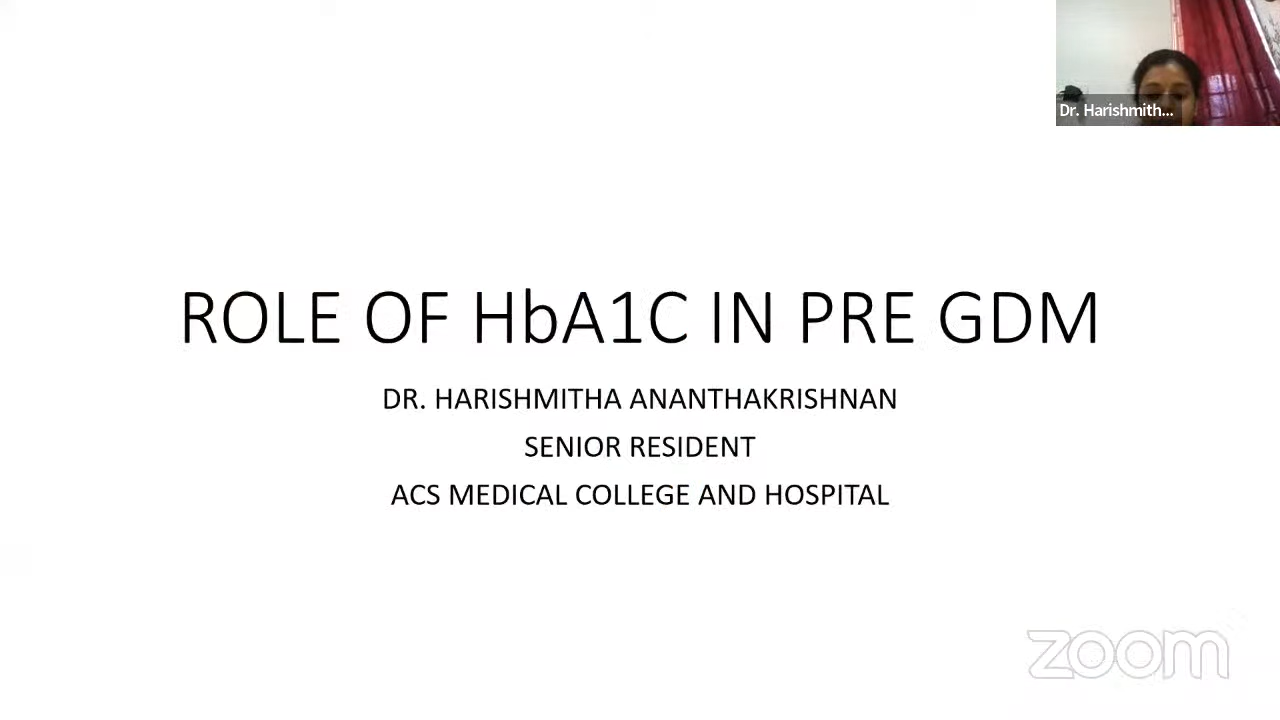 Dr. Harishmith...
ROLE OF HbA1C IN PRE GDM
DR. HARISHMITHA ANANTHAKRISHNAN
SENIOR RESIDENT
ACS MEDICAL COLLEGE AND HOSPITAL
zoom